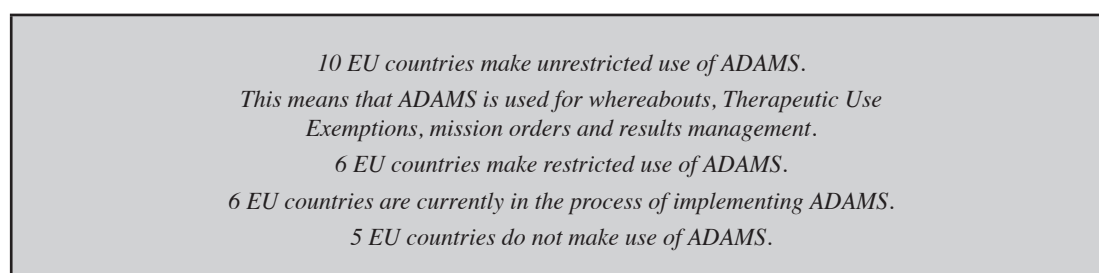 10 EU countries make unrestricted use of ADAMS.
This means that ADAMS is used for whereabouts, Therapeutic Use
Exemptions, mission orders and results management.
6 EU countries make restricted use of ADAMS.
6 EU countries are currently in the process of implementing ADAMS.
5 EU countries do not make use of ADAMS.